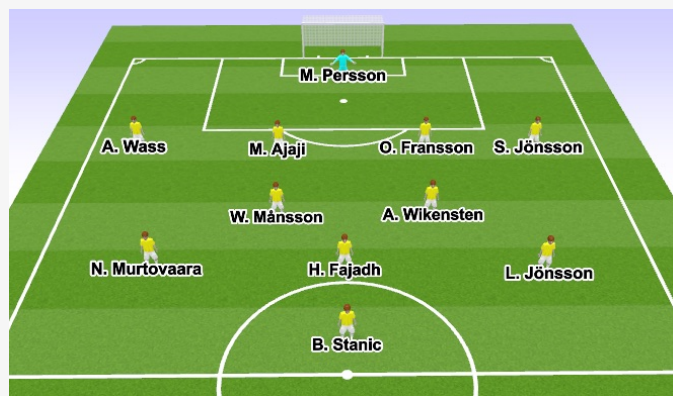 M. Persson
A. Wass
M. Ajaji
O. Fransson
S. Jönsson
W. Månsson
A. Wikensten
N. Murtovaara
H. Fajadh
L. Jönsson
B. Stanic